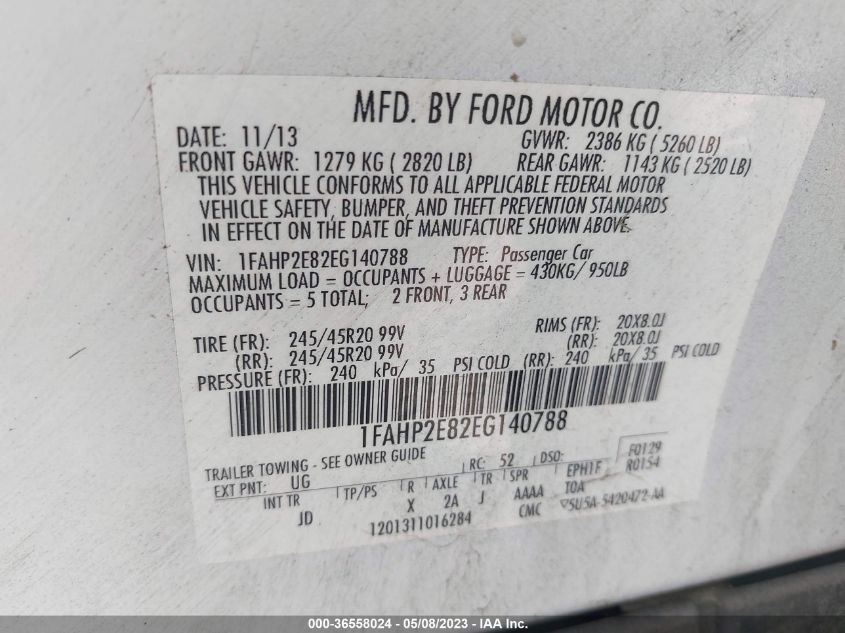 MFD. BY FORD MOTOR CO.
DATE: 11/13 GVWR: 2386 KG ( 5260 LB)
FRONT GAWR: 1279 KG ( 2820 LB) REAR GAWR: 1143 KG ( 2520 LB)
THIS VEHICLE CONFORMS TO ALL APPLICABLE FEDERAL MOTOR
VEHICLE SAFETY, BUMPER, AND THEFT PREVENTION STANDARDS
IN EFFECT ON THE DATE OF MANUFACTURE SHOWN ABOVE.
VIN: 1FAHP2E82EG140788 TYPE: Passenger Car
MAXIMUM LOAD = OCCUPANTS + LUGGAGE = 430KG/ 950LB
OCCUPANTS = 5 TOTAL; 2 FRONT, 3 REAR
TIRE (FR): 245/45R20 99V RIMS (FR): 20X8.0J
(RR): 245/45R20 99V (RR): 20X8.0J
PRESSURE (FR): 240 kPa/ 35 PSI COLD (RR): 240 kPa/ 35 PSI COLD
1FAHP2E82EG140788
TRAILER TOWING - SEE OWNER GUIDE
F0129
EXT PNT: UG RC: 52 DSO: R0154
INT TR TP/PS R AXLE TR SPR EPH1F
JD X 2A J AAAA TOA
1201311016284 CMC 5U5A-5420472-AA
000-36558024 - 05/08/2023 - IAA Inc.